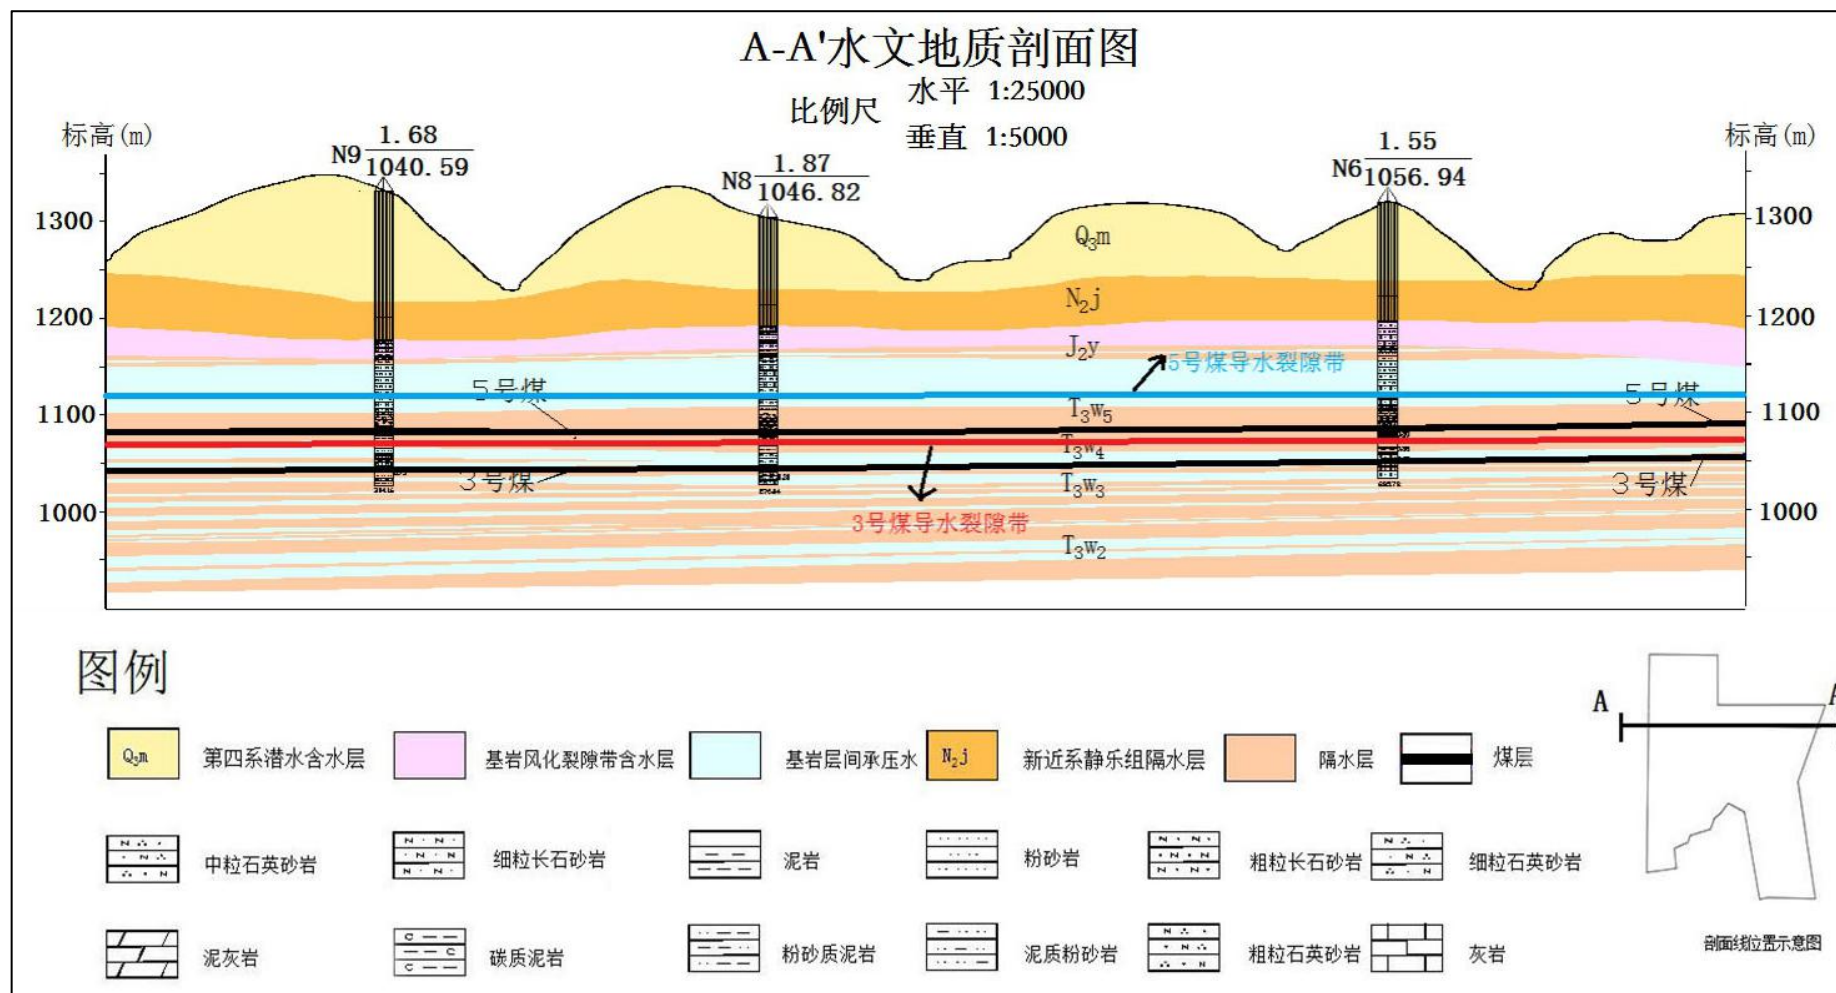 A-A'水文地质剖面图
比例尺
水平 1:25000
垂直 1:5000
标高(m)
标高(m)
N9 1.68
1040.59
N8 1.87
1046.82
N6 1.55
1056.94
1300
1200
1100
1000
1300
1200
1100
1000
Q3m
N2j
J2y
5号煤导水裂隙带
5号煤
5号煤
T3w5
T3w4
3号煤
3号煤
T3w3
3号煤导水裂隙带
T3w2
图例
Q3m 第四系潜水含水层
基岩风化裂隙带含水层
基岩层间承压水
N2j 新近系静乐组隔水层
隔水层
煤层
中粒石英砂岩
细粒长石砂岩
泥岩
粉砂岩
粗粒长石砂岩
细粒石英砂岩
泥灰岩
碳质泥岩
粉砂质泥岩
泥质粉砂岩
粗粒石英砂岩
灰岩
A
剖面线位置示意图